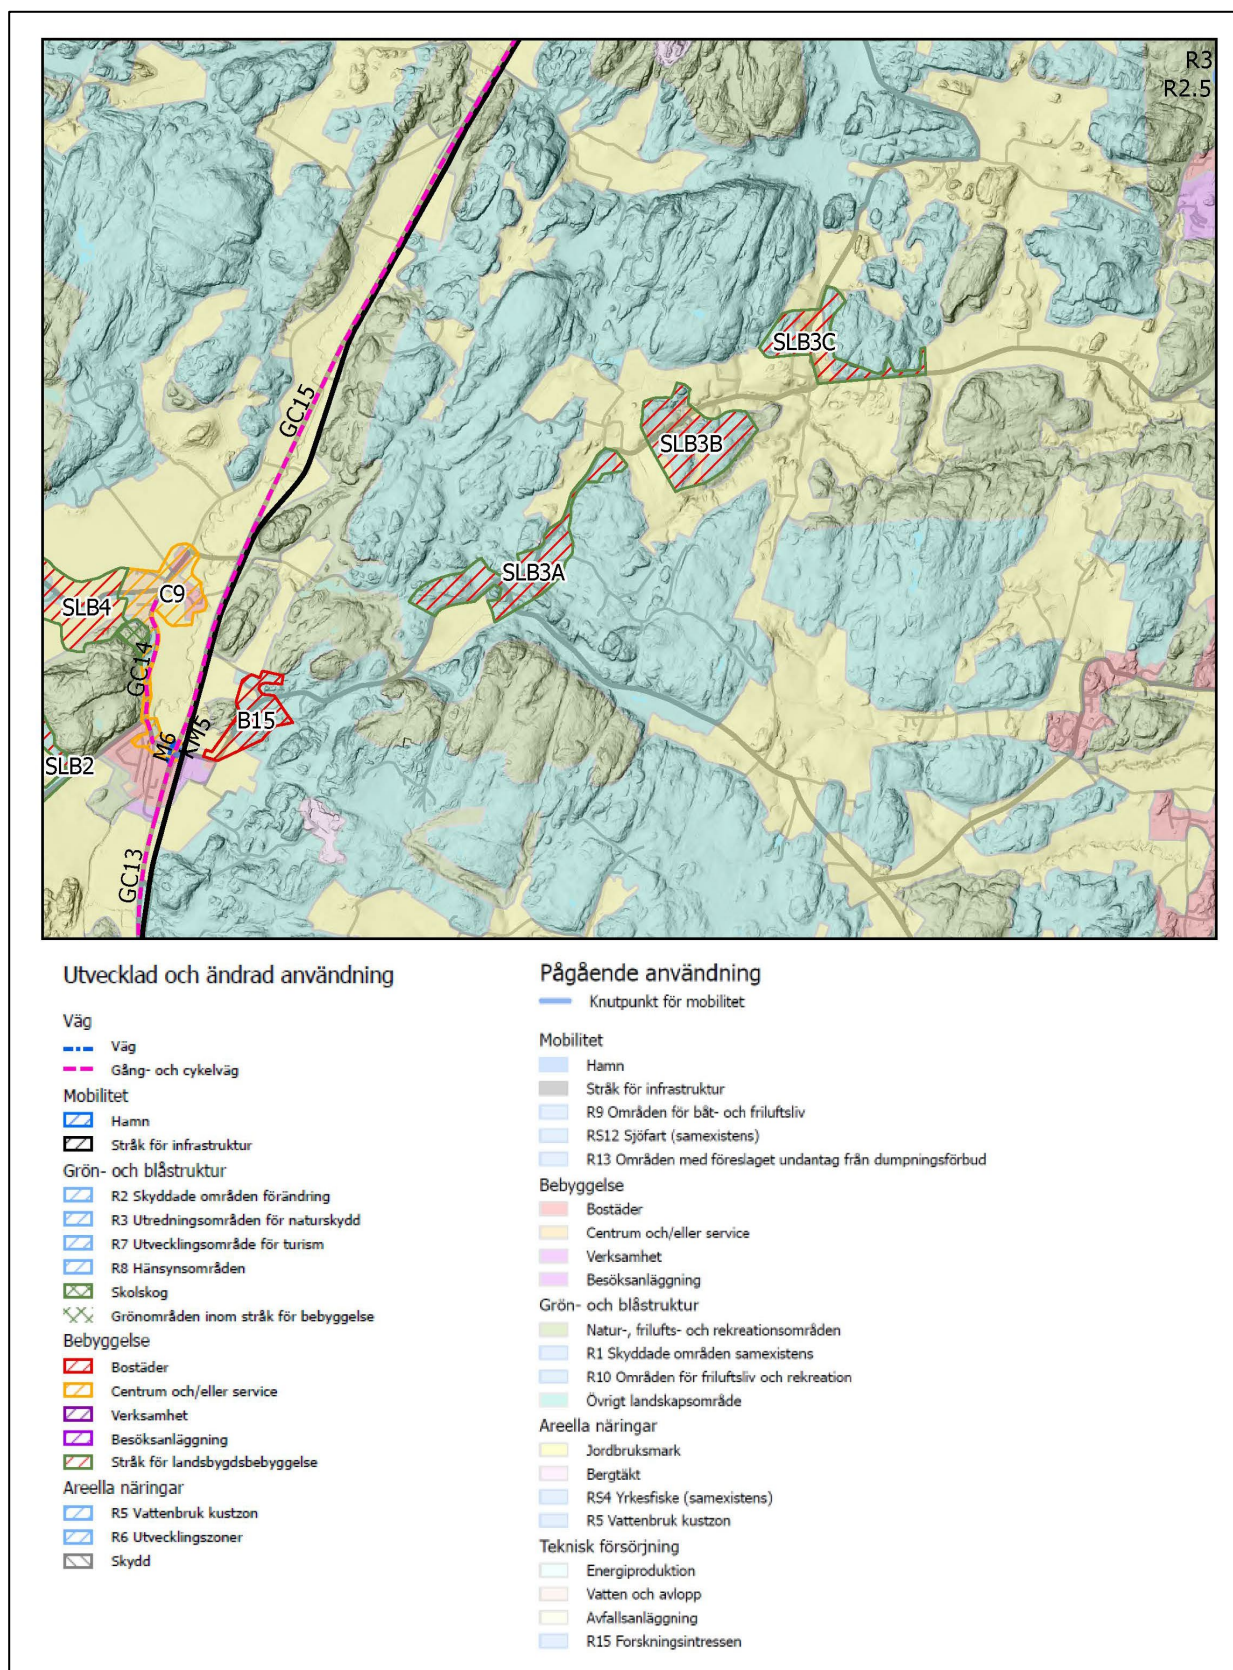 R3
R2.5
SLB3C
GC15
SLB3B
SLB3A
C9
SLB4
GC14
B15
M6
KM5
SLB2
GC13
Utvecklad och ändrad användning
Väg
Väg
Gång- och cykelväg
Mobilitet
Hamn
Stråk för infrastruktur
Grön- och blåstruktur
R2 Skyddade områden förändring
R3 Utredningsområden för naturskydd
R7 Utvecklingsområde för turism
R8 Hänsynsområden
Skolskog
Grönområden inom stråk för bebyggelse
Bebyggelse
Bostäder
Centrum och/eller service
Verksamhet
Besöksanläggning
Stråk för landsbygdsbebyggelse
Areella näringar
R5 Vattenbruk kustzon
R6 Utvecklingszoner
Skydd
Pågående användning
Knutpunkt för mobilitet
Mobilitet
Hamn
Stråk för infrastruktur
R9 Områden för båt- och friluftsliv
RS12 Sjöfart (samexistens)
R13 Områden med föreslaget undantag från dumpningsförbud
Bebyggelse
Bostäder
Centrum och/eller service
Verksamhet
Besöksanläggning
Grön- och blåstruktur
Natur-, frilufts- och rekreationsområden
R1 Skyddade områden samexistens
R10 Områden för friluftsliv och rekreation
Övrigt landskapsområde
Areella näringar
Jordbruksmark
Bergtäkt
RS4 Yrkesfiske (samexistens)
R5 Vattenbruk kustzon
Teknisk försörjning
Energiproduktion
Vatten och avlopp
Avfallsanläggning
R15 Forskningsintressen